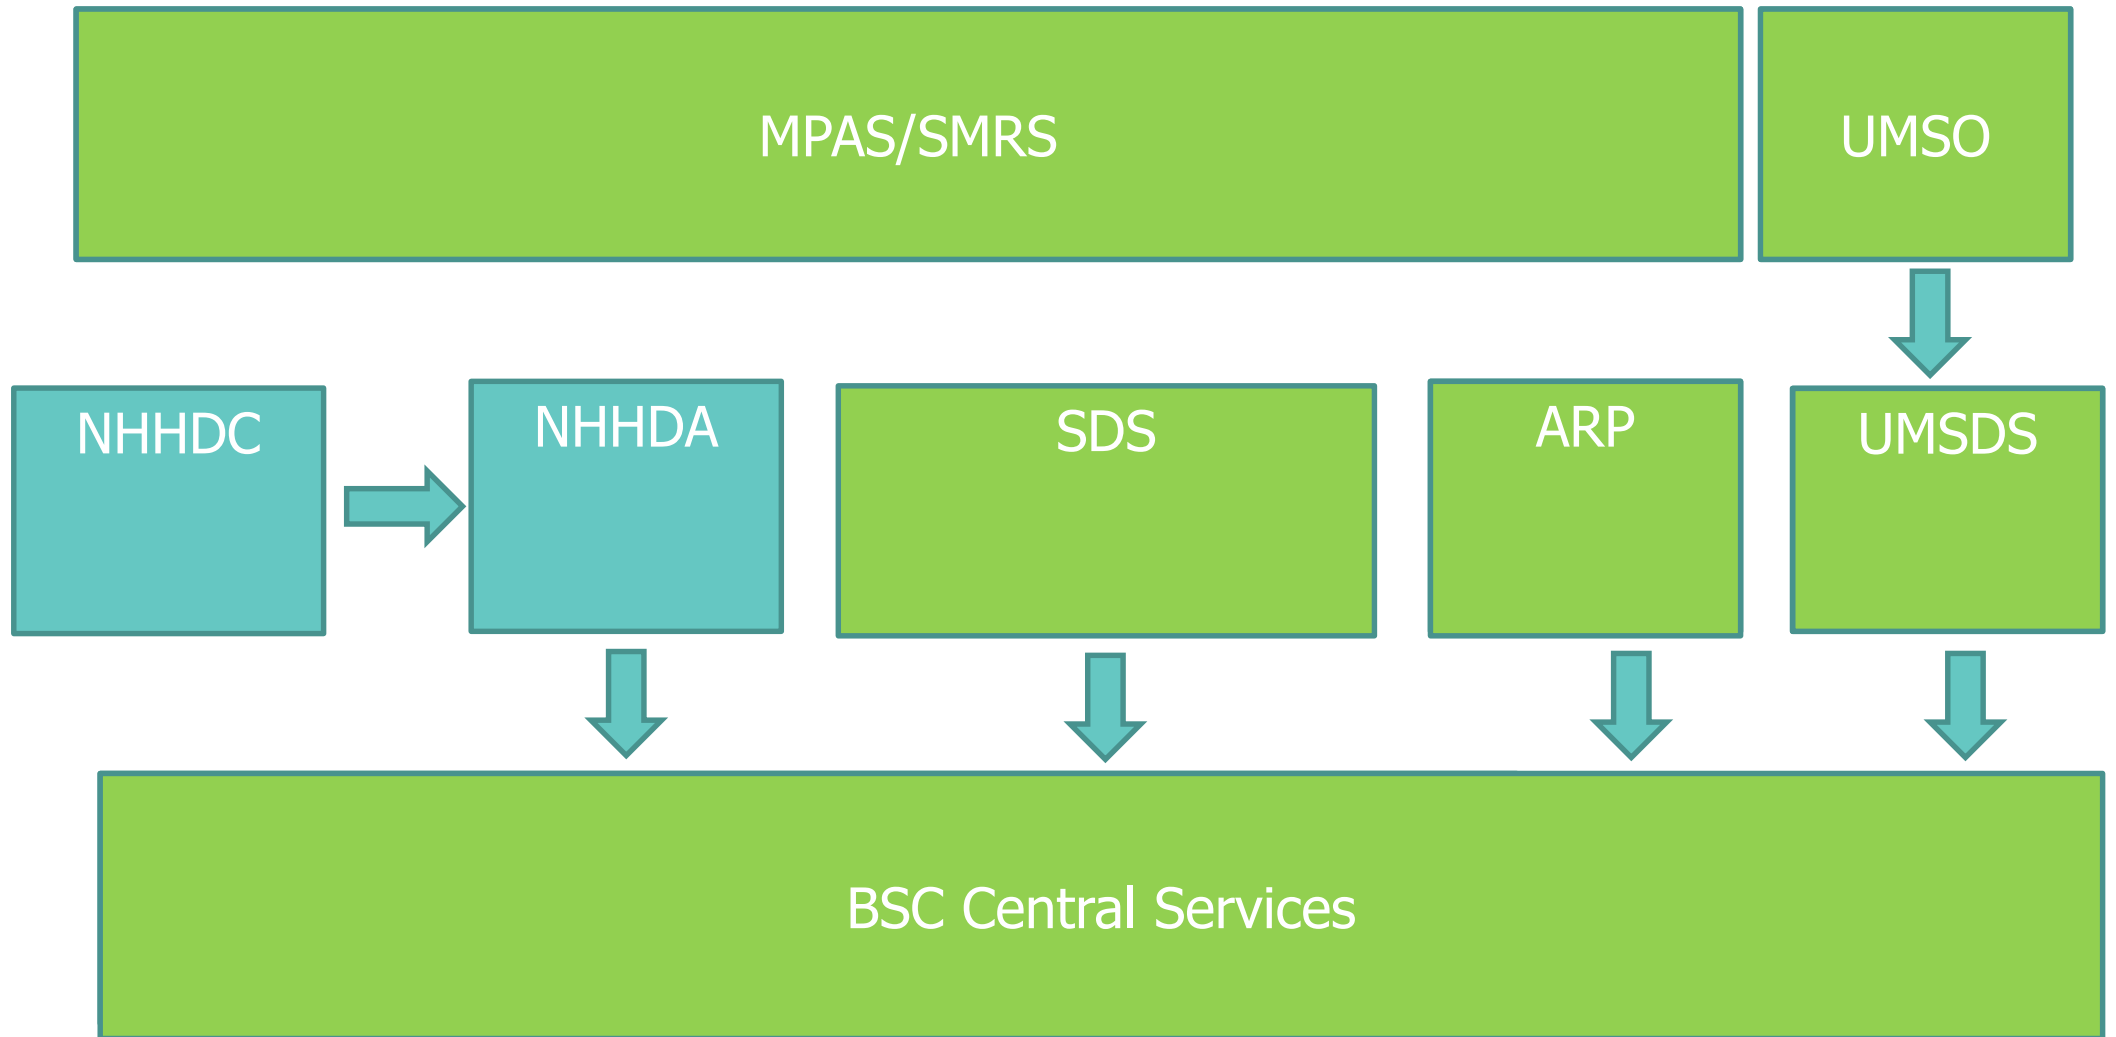 MPAS/SMRS
UMSO
NHHDC
NHHDA
SDS
ARP
UMSDS
BSC Central Services